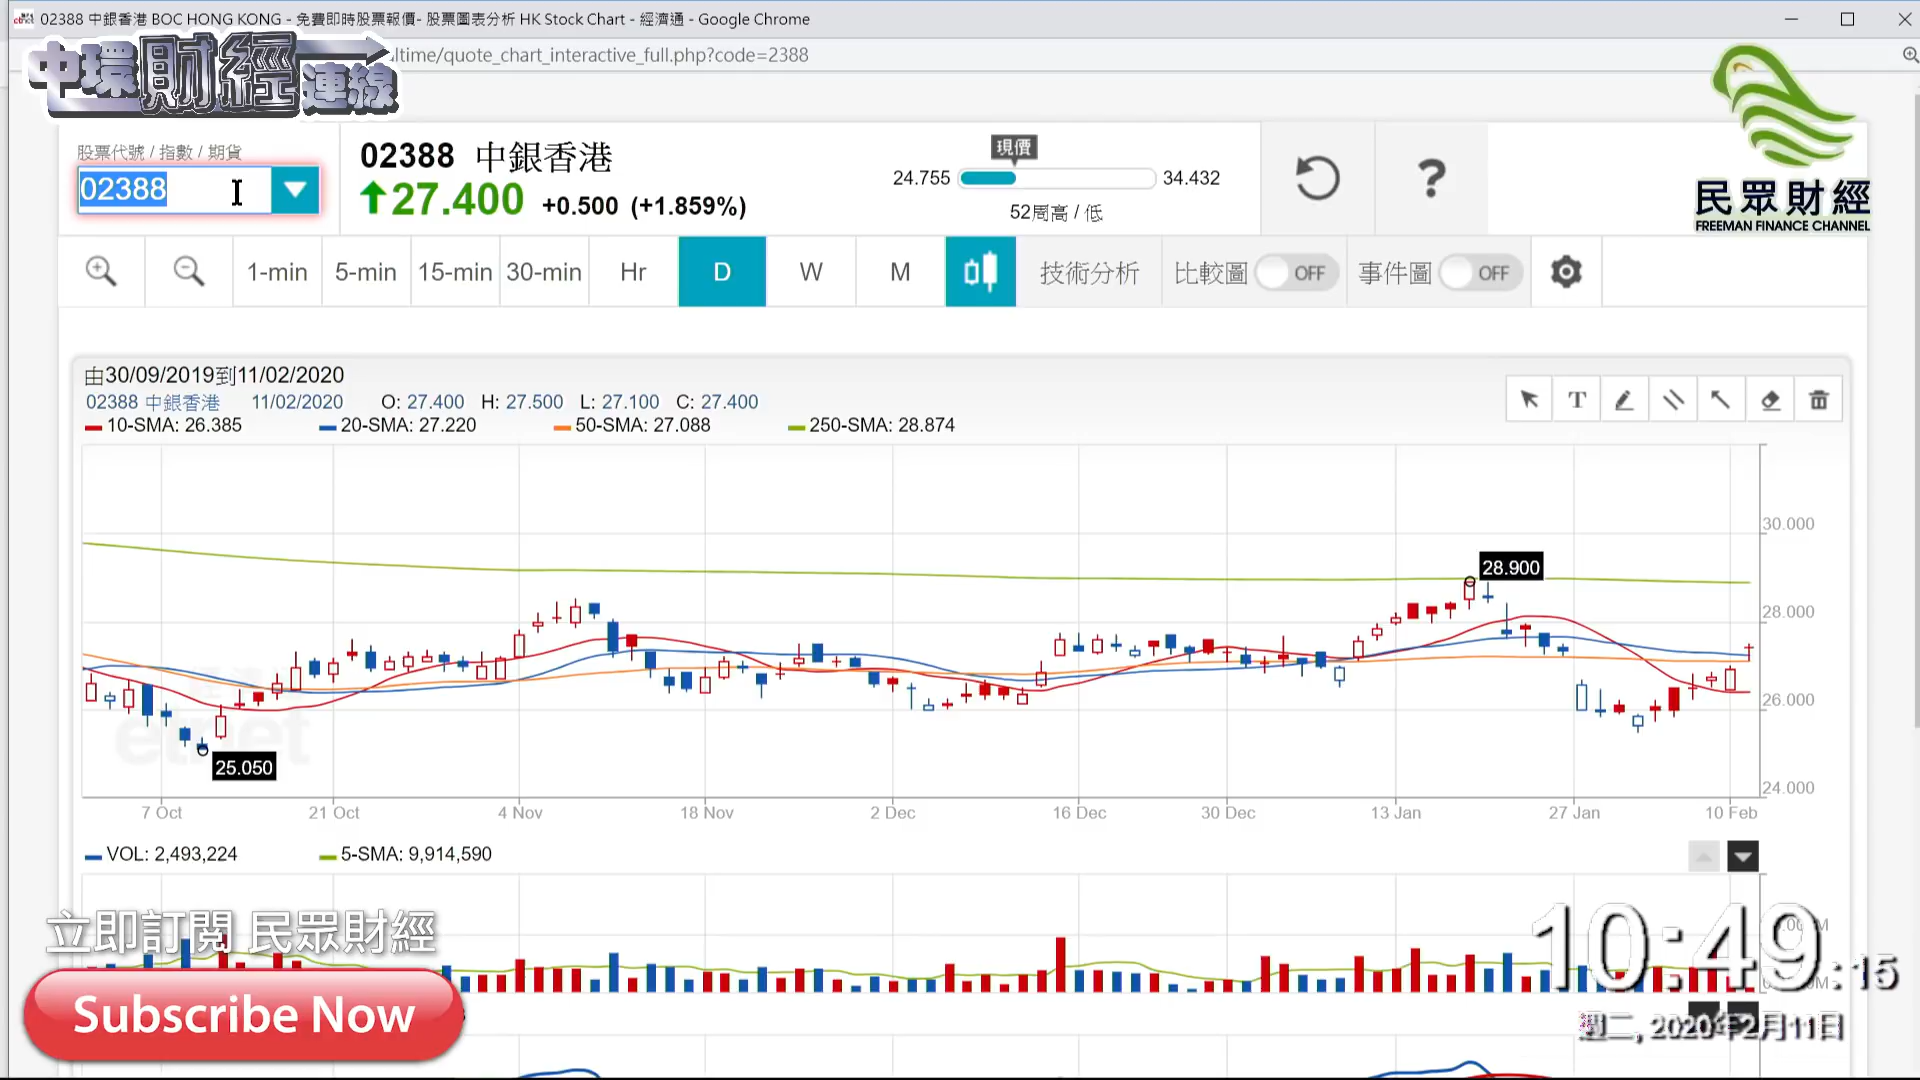 02388 中銀香港 BOC HONG KONG - 免費即時股票報價- 股票圖表分析 HK Stock Chart - 經濟通 - Google Chrome
ltime/quote_chart_interactive_full.php?code=2388
中環財經連線
民眾財經
FREEMAN FINANCE CHANNEL
股票代號 / 指數 / 期貨
02388
02388 中銀香港
27.400 +0.500 (+1.859%)
現價
24.755 34.432
52周高 / 低
?
1-min 5-min 15-min 30-min Hr D W M 技術分析 比較圖 OFF 事件圖 OFF
由30/09/2019到11/02/2020
02388 中銀香港 11/02/2020 O: 27.400 H: 27.500 L: 27.100 C: 27.400
10-SMA: 26.385 20-SMA: 27.220 50-SMA: 27.088 250-SMA: 28.874
T
30.000
28.900
28.000
26.000
etnet
25.050
24.000
7 Oct 21 Oct 4 Nov 18 Nov 2 Dec 16 Dec 30 Dec 13 Jan 27 Jan 10 Feb
VOL: 2,493,224 5-SMA: 9,914,590
立即訂閱 民眾財經
Subscribe Now
10:49:15
週二, 2020年2月11日